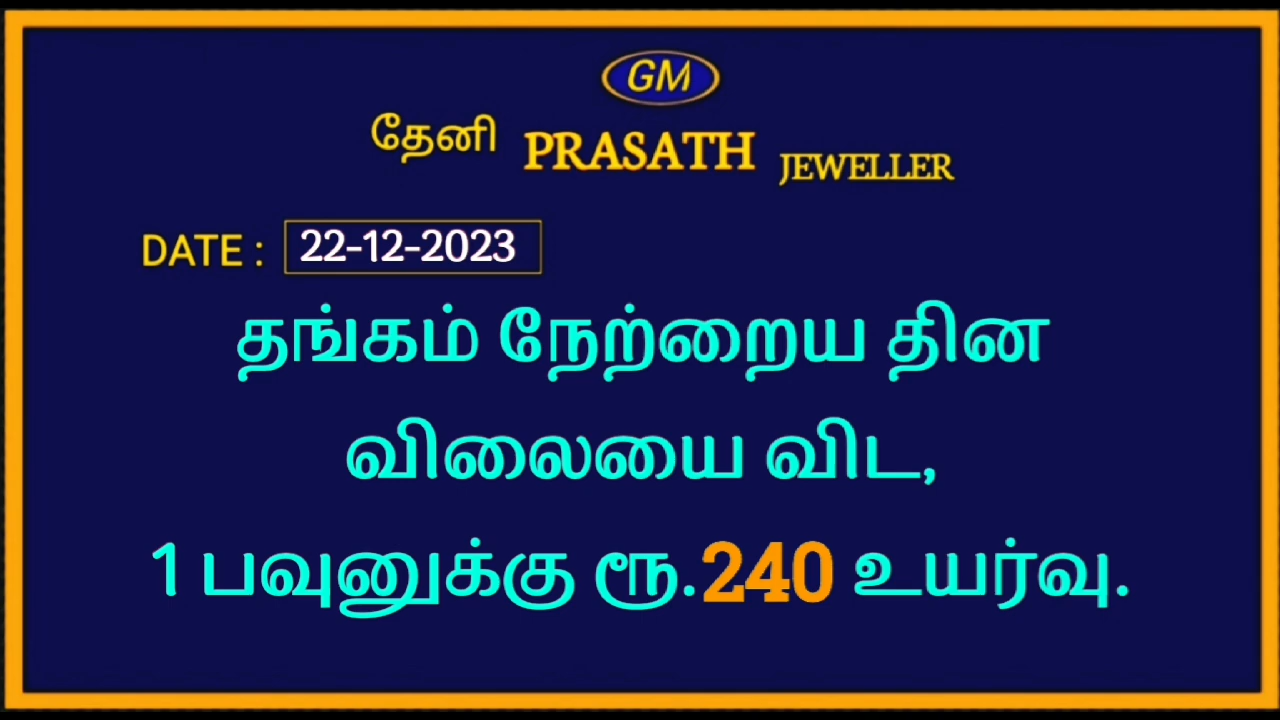 GM
தேனி PRASATH JEWELLER
DATE : 22-12-2023
தங்கம் நேற்றைய தின
விலையை விட,
1 பவுனுக்கு ரூ.240 உயர்வு.